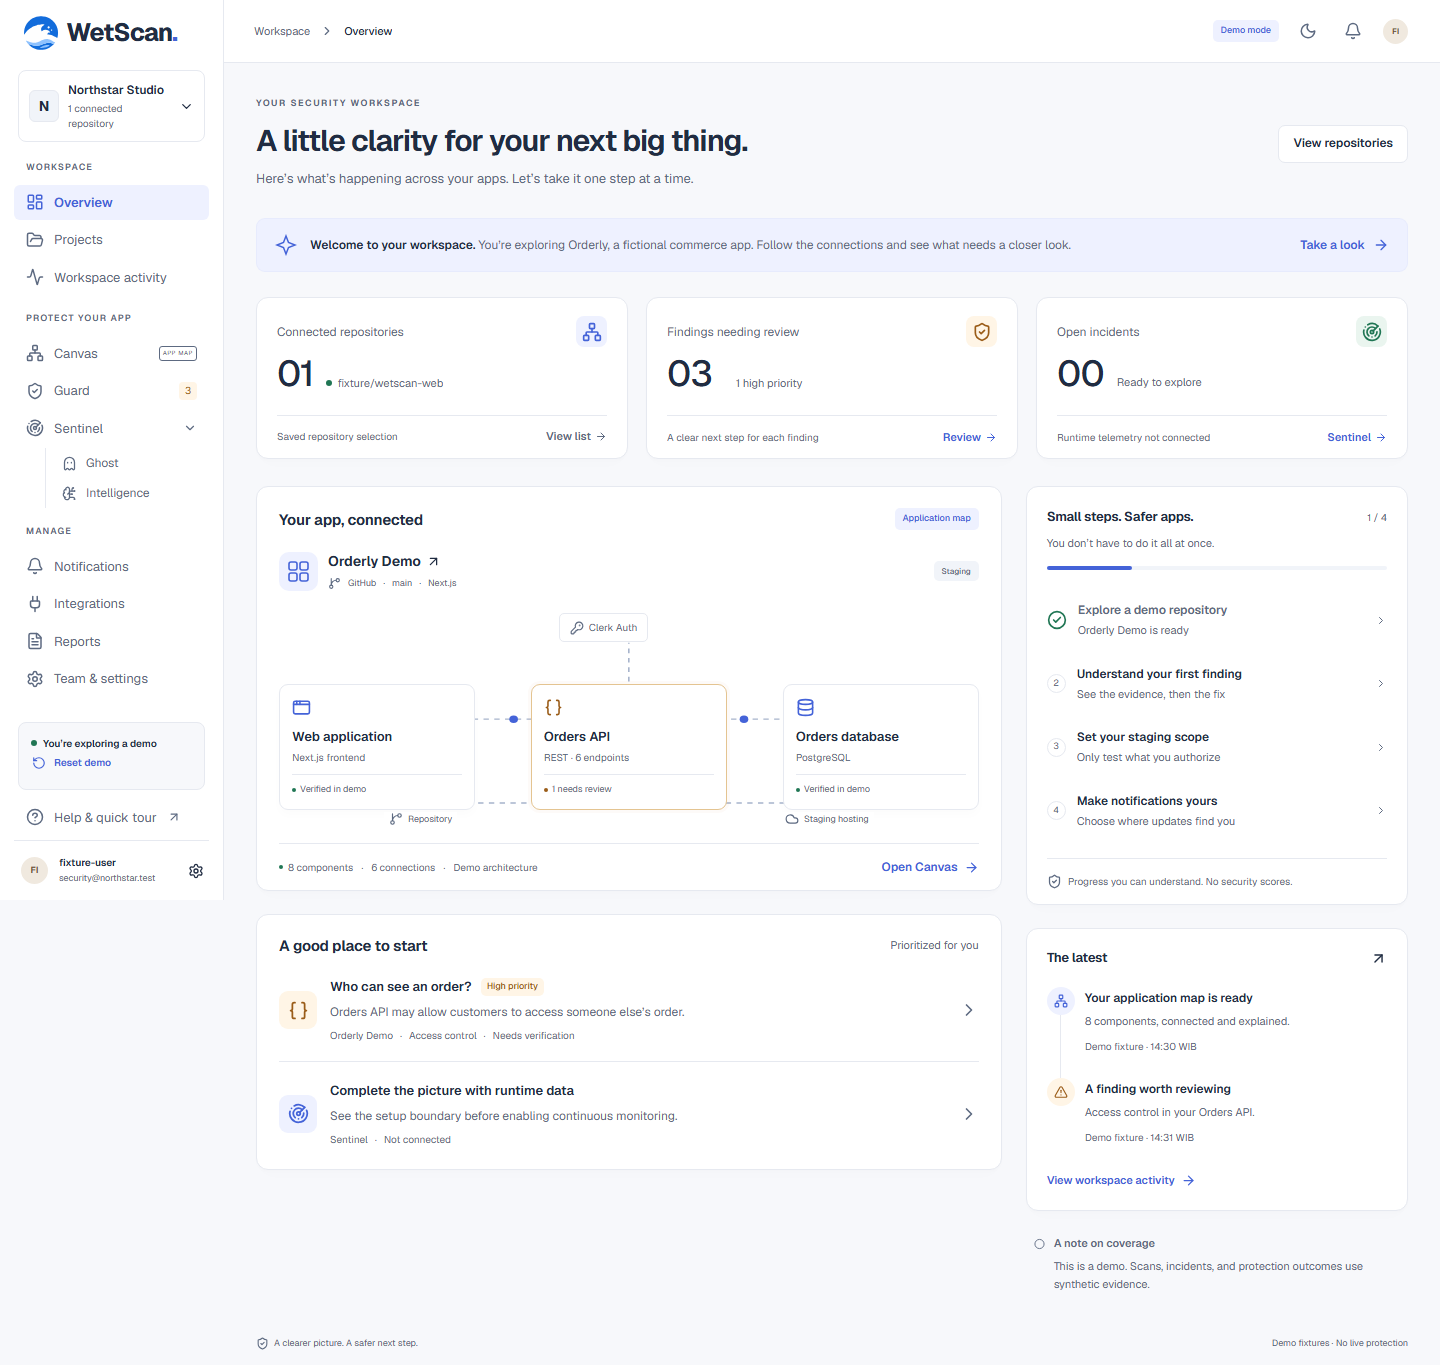 WetScan.
N
Northstar Studio
1 connected
repository
WORKSPACE
Overview
Projects
Workspace activity
PROTECT YOUR APP
Canvas
APP MAP
Guard
3
Sentinel
Ghost
Intelligence
MANAGE
Notifications
Integrations
Reports
Team & settings
You're exploring a demo
Reset demo
Help & quick tour
FI
fixture-user
security@northstar.test
Workspace
Overview
Demo mode
FI
YOUR SECURITY WORKSPACE
A little clarity for your next big thing.
Here's what's happening across your apps. Let's take it one step at a time.
View repositories
Welcome to your workspace. You're exploring Orderly, a fictional commerce app. Follow the connections and see what needs a closer look.
Take a look
Connected repositories
01
fixture/wetscan-web
Saved repository selection
View list
Findings needing review
03
1 high priority
A clear next step for each finding
Review
Open incidents
00
Ready to explore
Runtime telemetry not connected
Sentinel
Your app, connected
Application map
Orderly Demo
GitHub · main · Next.js
Staging
Clerk Auth
Web application
Next.js frontend
Verified in demo
Orders API
REST · 6 endpoints
1 needs review
Orders database
PostgreSQL
Verified in demo
Repository
Staging hosting
8 components · 6 connections · Demo architecture
Open Canvas
Small steps. Safer apps.
1 / 4
You don't have to do it all at once.
Explore a demo repository
Orderly Demo is ready
2
Understand your first finding
See the evidence, then the fix
3
Set your staging scope
Only test what you authorize
4
Make notifications yours
Choose where updates find you
Progress you can understand. No security scores.
A good place to start
Prioritized for you
Who can see an order?
High priority
Orders API may allow customers to access someone else's order.
Orderly Demo · Access control · Needs verification
Complete the picture with runtime data
See the setup boundary before enabling continuous monitoring.
Sentinel · Not connected
The latest
Your application map is ready
8 components, connected and explained.
Demo fixture · 14:30 WIB
A finding worth reviewing
Access control in your Orders API.
Demo fixture · 14:31 WIB
View workspace activity
A note on coverage
This is a demo. Scans, incidents, and protection outcomes use
synthetic evidence.
A clearer picture. A safer next step.
Demo fixtures · No live protection